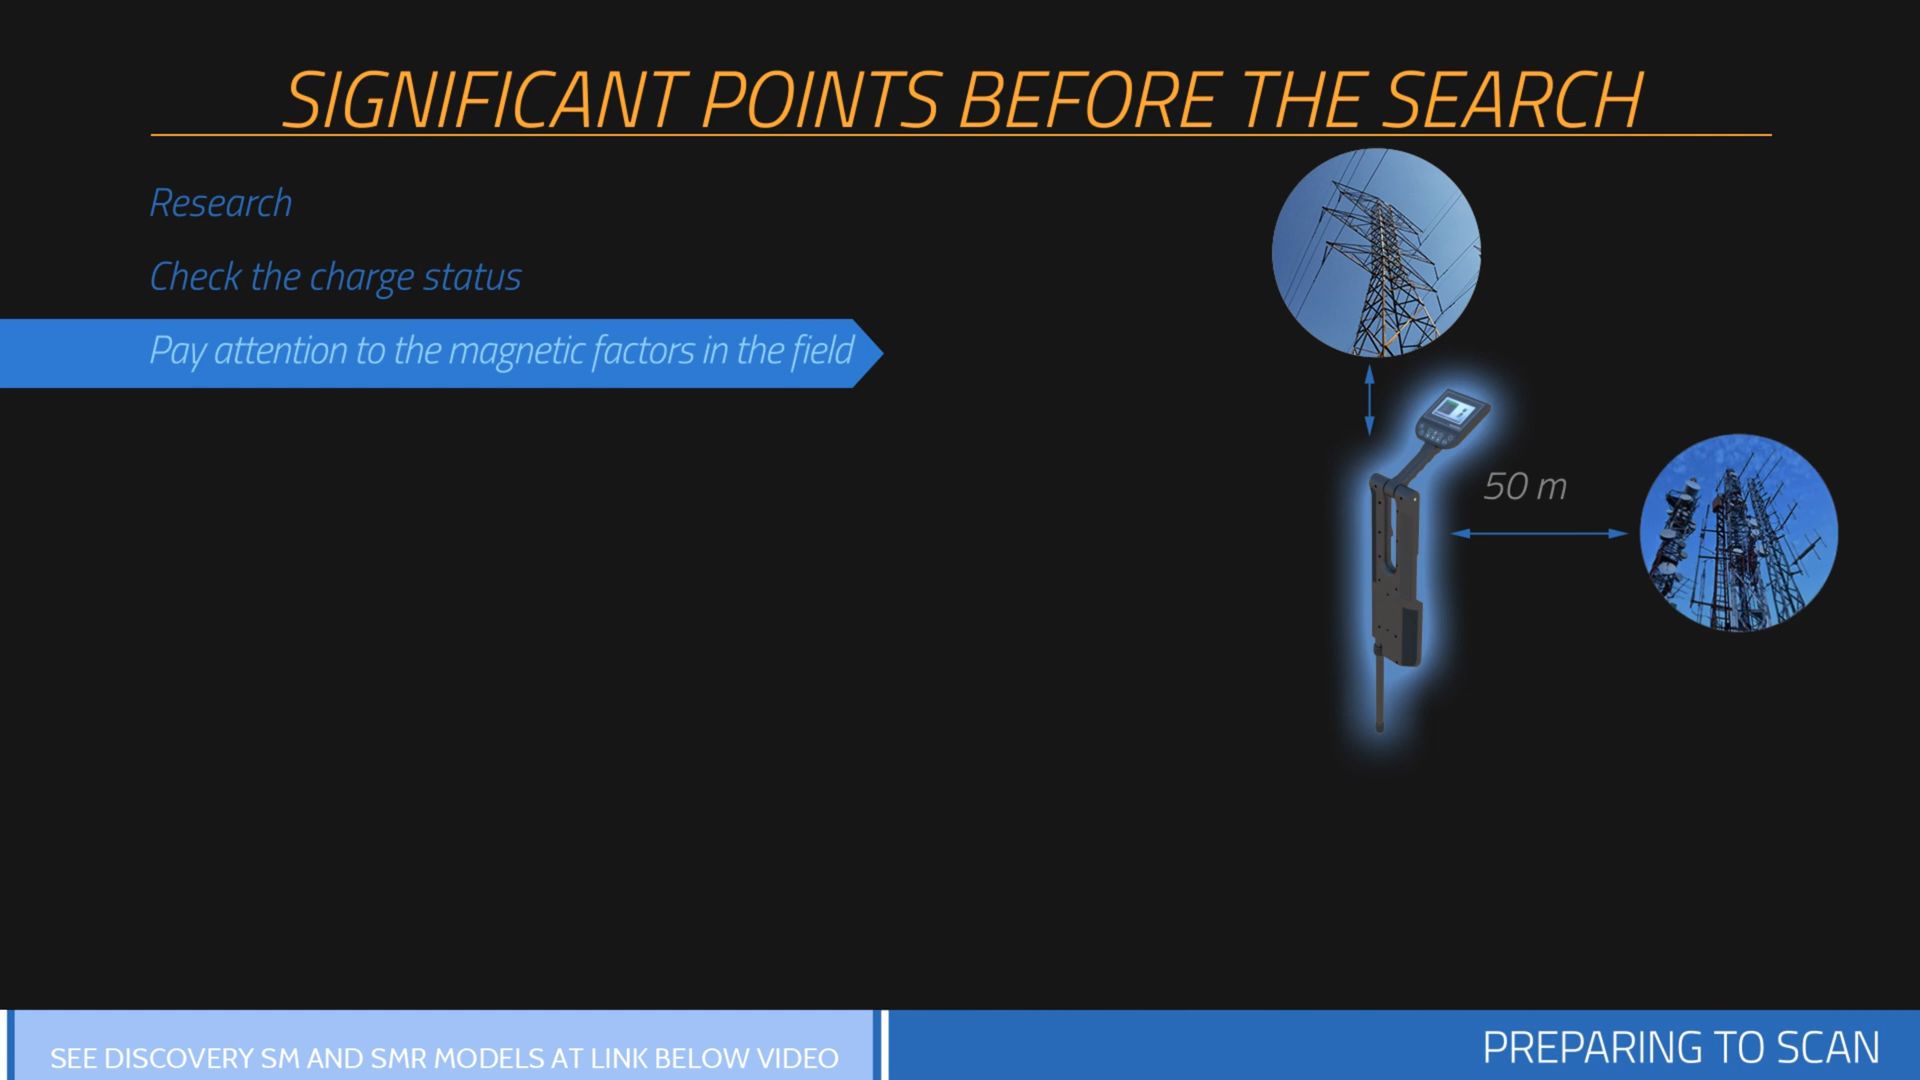 SIGNIFICANT POINTS BEFORE THE SEARCH
Research
Check the charge status
Pay attention to the magnetic factors in the field
50 m
SEE DISCOVERY SM AND SMR MODELS AT LINK BELOW VIDEO
PREPARING TO SCAN